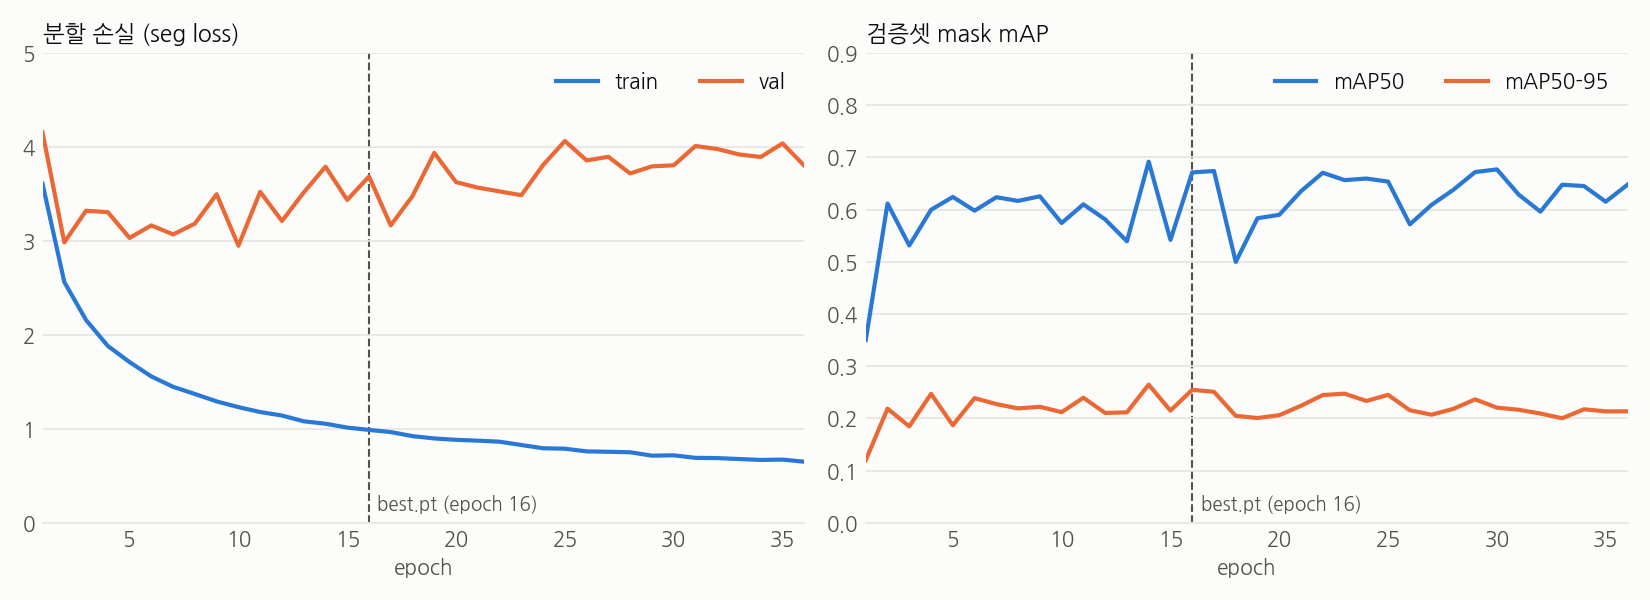 분할 손실 (seg loss)
5
4
3
2
1
0
train
val
best.pt (epoch 16)
5 10 15 20 25 30 35
epoch
검증셋 mask mAP
0.9
0.8
0.7
0.6
0.5
0.4
0.3
0.2
0.1
0.0
mAP50
mAP50-95
best.pt (epoch 16)
5 10 15 20 25 30 35
epoch